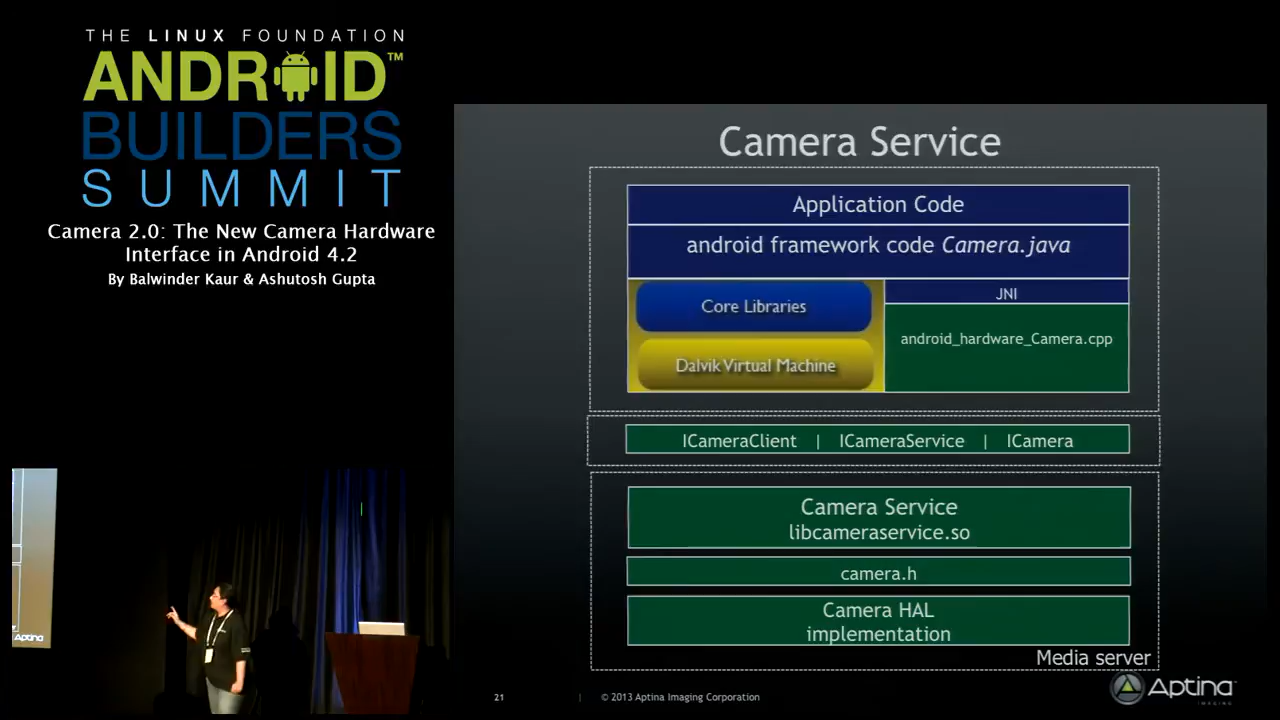 THE LINUX FOUNDATION
ANDROID™
BUILDERS
SUMMIT
Camera 2.0: The New Camera Hardware
Interface in Android 4.2
By Balwinder Kaur & Ashutosh Gupta
Camera Service
Application Code
android framework code Camera.java
Core Libraries
Dalvik Virtual Machine
JNI
android_hardware_Camera.cpp
ICameraClient | ICameraService | ICamera
Camera Service
libcameraservice.so
camera.h
Camera HAL
implementation
Media server
21 | © 2013 Aptina Imaging Corporation
Aptina
IMAGING
Aptina